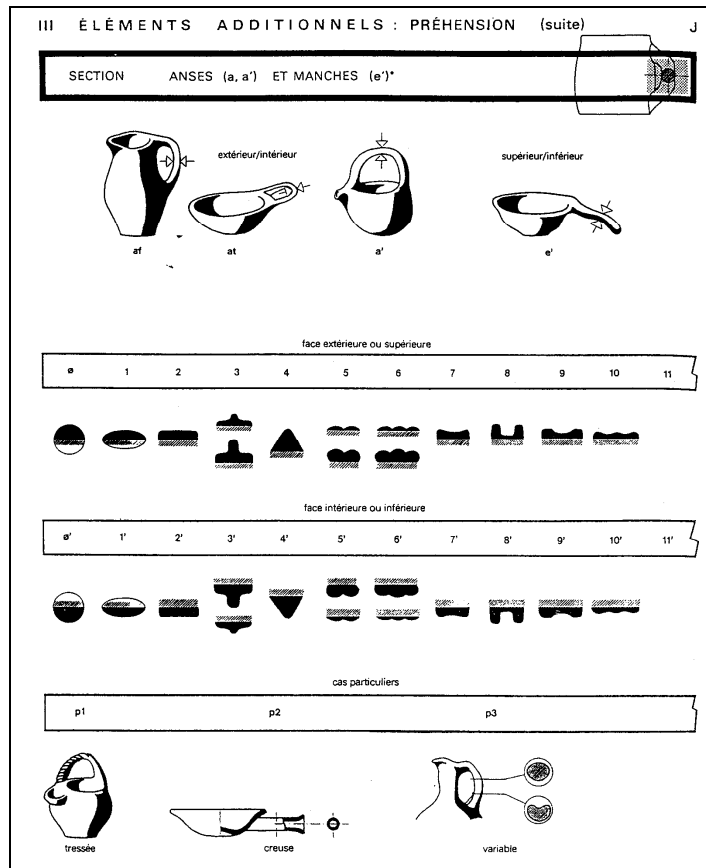 III ÉLÉMENTS ADDITIONNELS : PRÉHENSION (suite) J
SECTION ANSES (a, a') ET MANCHES (e')*
extérieur/intérieur supérieur/inférieur
af at a' e'
face extérieure ou supérieure
ø 1 2 3 4 5 6 7 8 9 10 11
face intérieure ou inférieure
ø' 1' 2' 3' 4' 5' 6' 7' 8' 9' 10' 11'
cas particuliers
p1 p2 p3
tressée creuse variable